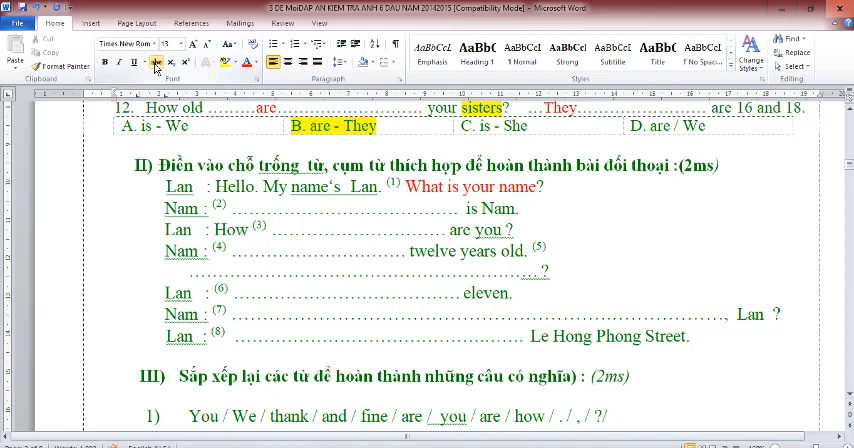 3 DE MoiDAP AN KIEM TRA ANH 6 DAU NAM 20142015 [Compatibility Mode] - Microsoft Word
File Home Insert Page Layout References Mailings Review View
Cut
Copy
Format Painter
Paste
Clipboard
Times New Rom 13
Font
Paragraph
AaBbCcI AaBbC AaBbCcI AaBbCcI AaBbC AaBbC AaBbCcI
Emphasis Heading 1 ¶ Normal Strong Subtitle Title ¶ No Spac...
Change Styles
Styles
Find
Replace
Select
Editing
12. How old ………are…………………… your sisters? …They………………… are 16 and 18.
A. is - We B. are - They C. is - She D. are / We
II) Điền vào chỗ trống từ, cụm từ thích hợp để hoàn thành bài đối thoại :(2ms)
Lan : Hello. My name‘s Lan. (1) What is your name?
Nam : (2) ………………………………… is Nam.
Lan : How (3) ………………………… are you ?
Nam : (4) ………………………… twelve years old. (5)
…………………………………………………… ?
Lan : (6) ………………………………… eleven.
Nam : (7) ……………………………………………………………………, Lan ?
Lan : (8) ………………………………………… Le Hong Phong Street.
III) Sắp xếp lại các từ để hoàn thành những câu có nghĩa) : (2ms)
1) You / We / thank / and / fine / are / you / are / how / . / , / ?/